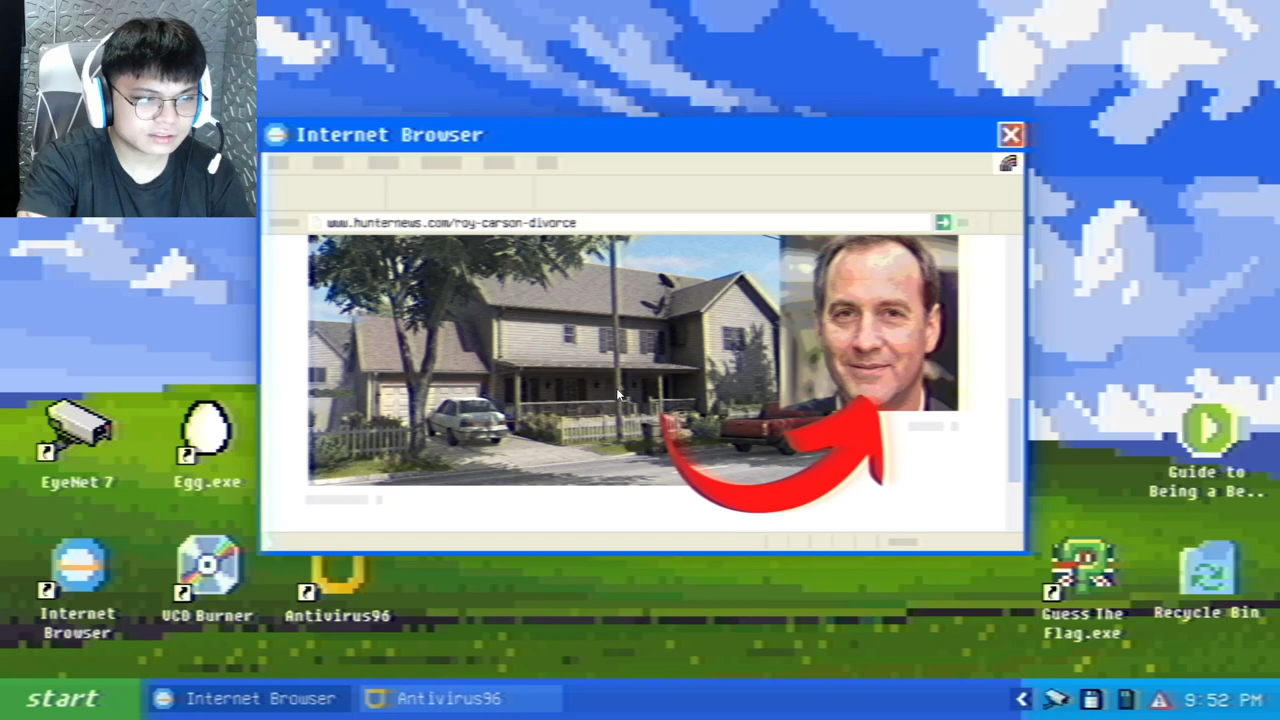 Internet Browser
www.hunternews.com/roy-carson-divorce
EyeNet 7
Egg.exe
Guide to
Being a Be..
Internet
Browser
VCD Burner
Antivirus96
Guess The
Flag.exe
Recycle Bin
start
Internet Browser
Antivirus96
9:52 PM